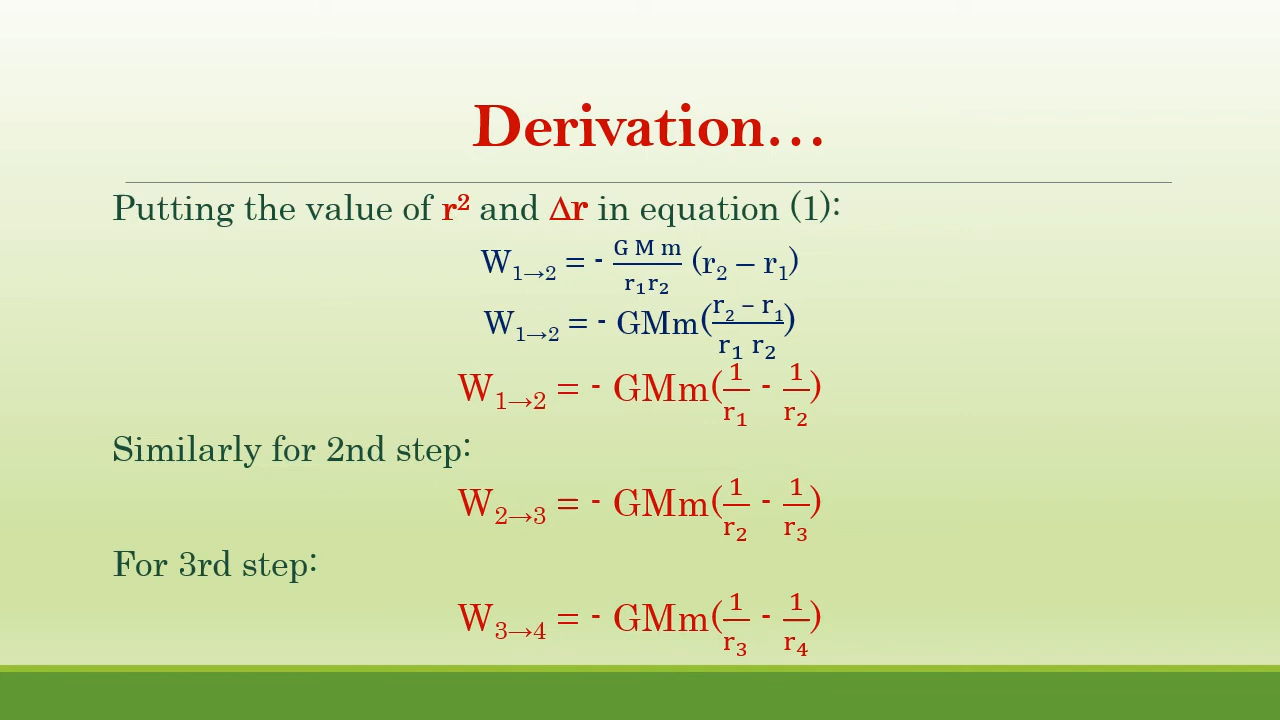 Derivation...
Putting the value of r² and Δr in equation (1):
W₁→₂ = - G M m / r₁r₂ (r₂ – r₁)
W₁→₂ = - GMm(r₂ – r₁ / r₁ r₂)
W₁→₂ = - GMm(1/r₁ - 1/r₂)
Similarly for 2nd step:
W₂→₃ = - GMm(1/r₂ - 1/r₃)
For 3rd step:
W₃→₄ = - GMm(1/r₃ - 1/r₄)